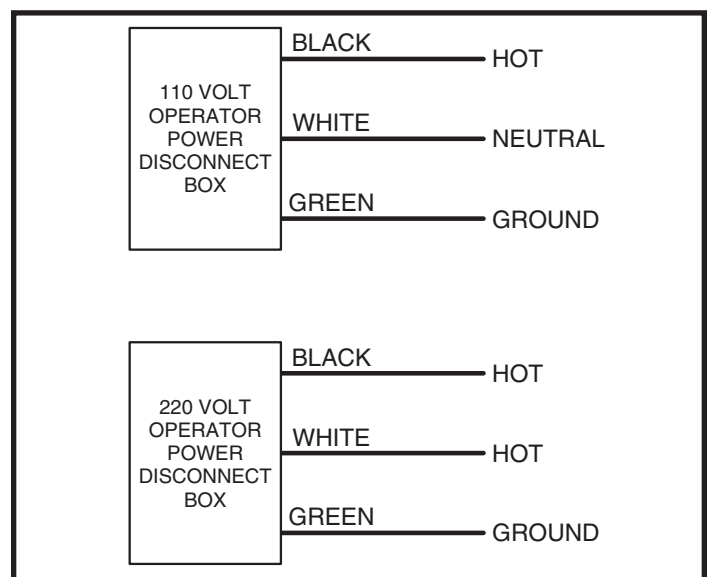 110 VOLT
OPERATOR
POWER
DISCONNECT
BOX
BLACK
HOT
WHITE
NEUTRAL
GREEN
GROUND
220 VOLT
OPERATOR
POWER
DISCONNECT
BOX
BLACK
HOT
WHITE
HOT
GREEN
GROUND